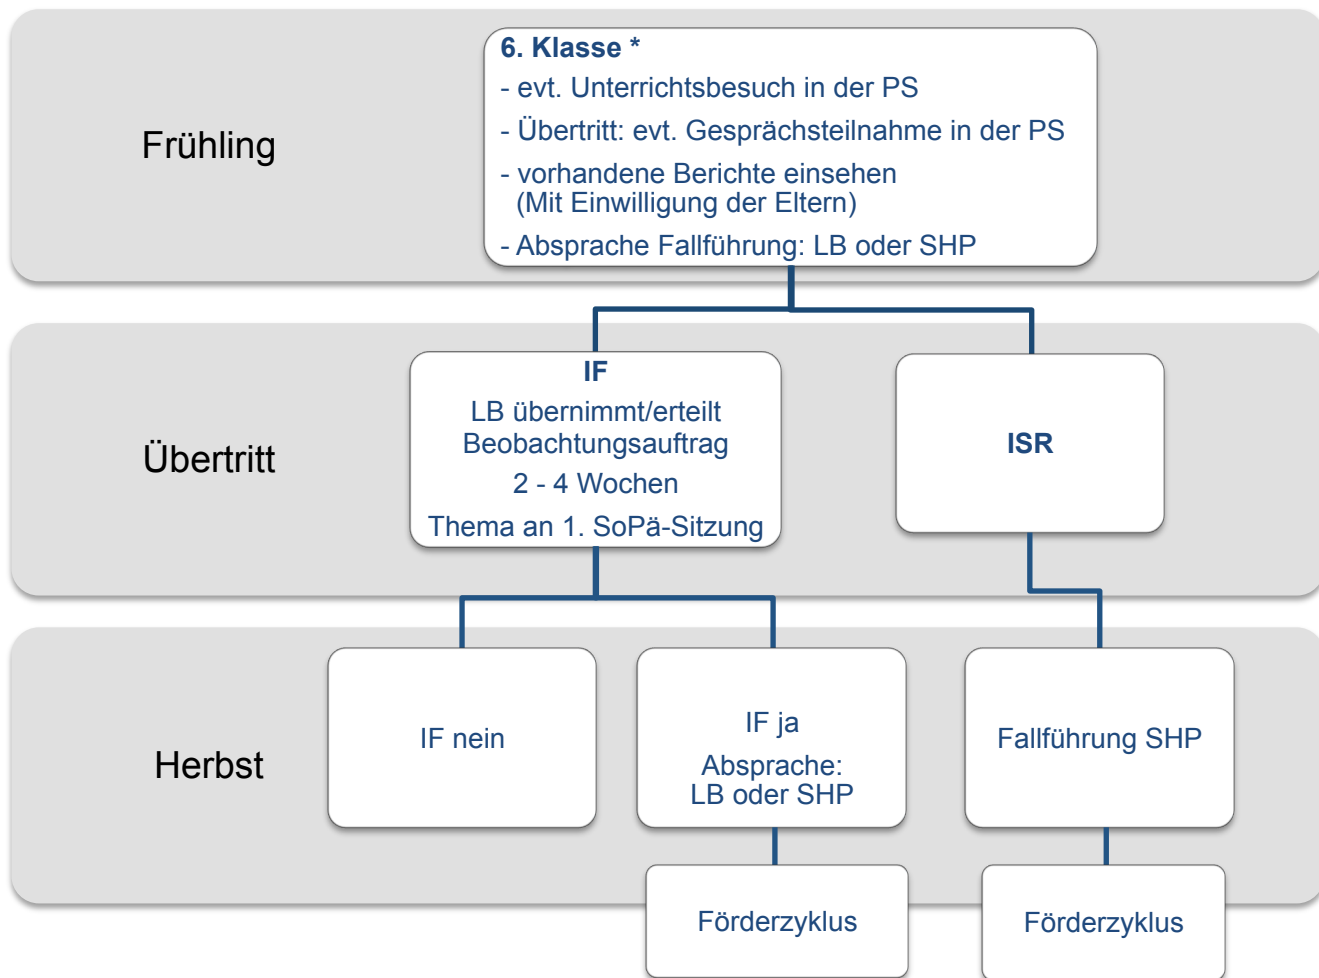 Frühling
6. Klasse *
- evt. Unterrichtsbesuch in der PS
- Übertritt: evt. Gesprächsteilnahme in der PS
- vorhandene Berichte einsehen
(Mit Einwilligung der Eltern)
- Absprache Fallführung: LB oder SHP
Übertritt
IF
LB übernimmt/erteilt
Beobachtungsauftrag
2 - 4 Wochen
Thema an 1. SoPä-Sitzung
ISR
Herbst
IF nein
IF ja
Absprache:
LB oder SHP
Fallführung SHP
Förderzyklus
Förderzyklus